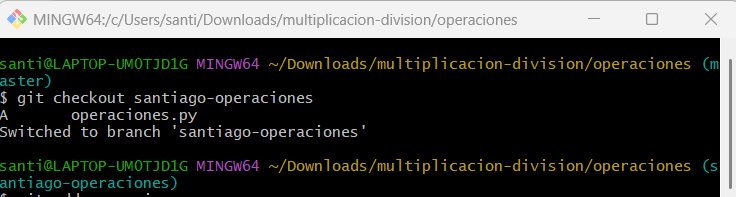 MINGW64:/c/Users/santi/Downloads/multiplicacion-division/operaciones
santi@LAPTOP-UM0TJD1G MINGW64 ~/Downloads/multiplicacion-division/operaciones (m
aster)
$ git checkout santiago-operaciones
A       operaciones.py
Switched to branch 'santiago-operaciones'
santi@LAPTOP-UM0TJD1G MINGW64 ~/Downloads/multiplicacion-division/operaciones (s
antiago-operaciones)